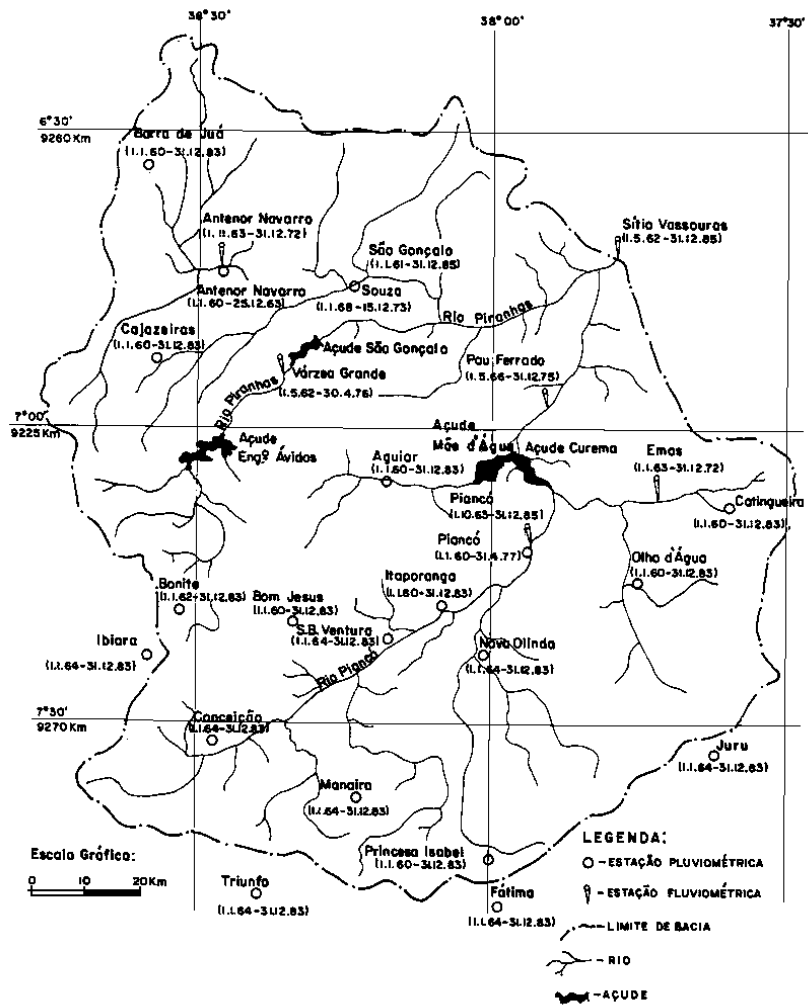 38°30'
38°00'
37°30'
6°30'
9260 Km
Barra de Juá
(1.1.60-31.12.83)
Antenor Navarro
(1.11.63-31.12.72)
Sítio Vassouras
(1.5.62-31.12.85)
São Gonçalo
(1.1.61-31.12.85)
Antenor Navarro
(1.1.60-25.12.63)
Souza
(1.1.68-15.12.73)
Rio Piranhas
Cajazeiras
(1.1.60-31.12.83)
Açude São Gonçalo
Várzea Grande
(1.5.62-30.4.76)
Pau Ferrado
(1.5.66-31.12.75)
Rio Piranhas
7°00'
9225 Km
Açude
Engº Ávidos
Açude
Mãe d'Água
Açude Curema
Aguiar
(1.1.60-31.12.83)
Emas
(1.1.63-31.12.72)
Catingueira
(1.1.60-31.12.83)
Piancó
(1.10.63-31.12.85)
Piancó
(1.1.60-31.4.77)
Olho d'Água
(1.1.60-31.12.83)
Bonito
(1.1.62-31.12.83)
Bom Jesus
(1.1.60-31.12.83)
Itaporanga
(1.1.60-31.12.83)
S.B. Ventura
(1.1.64-31.12.83)
Ibiara
(1.1.64-31.12.83)
Nova Olinda
(1.1.64-31.12.83)
Rio Piancó
7°30'
9270 Km
Conceição
(1.1.64-31.12.83)
Juru
(1.1.64-31.12.83)
Manaira
(1.1.64-31.12.83)
Princesa Isabel
(1.1.60-31.12.83)
Triunfo
(1.1.64-31.12.83)
Fátima
(1.1.64-31.12.83)
Escala Gráfica:
0 10 20 Km
LEGENDA:
- ESTAÇÃO PLUVIOMÉTRICA
- ESTAÇÃO FLUVIOMÉTRICA
- LIMITE DE BACIA
- RIO
- AÇUDE